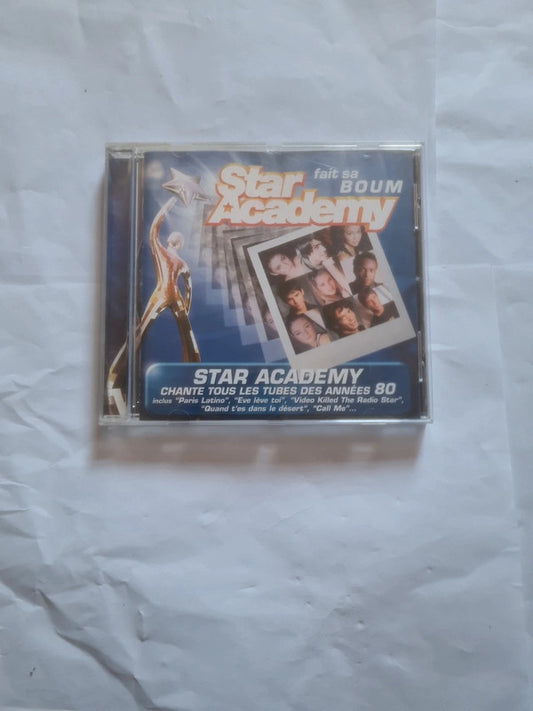 Star Academy fait sa BOUM
STAR ACADEMY
CHANTE TOUS LES TUBES DES ANNÉES 80
inclus "Paris Latino", "Eve lève toi", "Video Killed The Radio Star",
"Quand t'es dans le désert", "Call Me"...